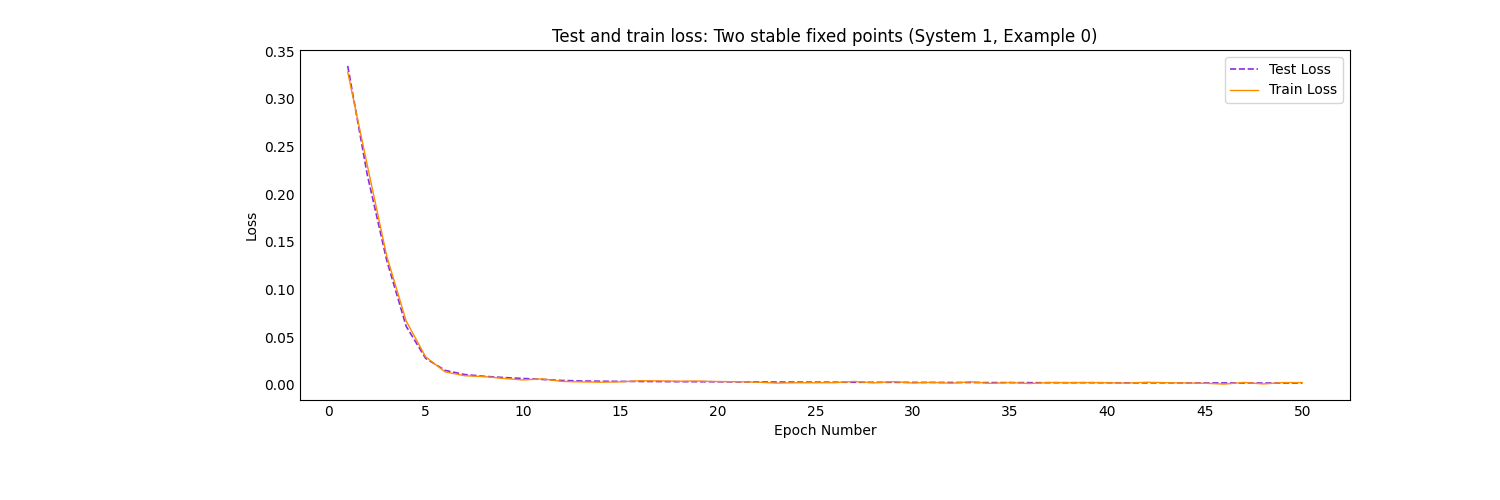 Test and train loss: Two stable fixed points (System 1, Example 0)
0.35
0.30
0.25
0.20
0.15
0.10
0.05
0.00
Loss
Test Loss
Train Loss
0 5 10 15 20 25 30 35 40 45 50
Epoch Number